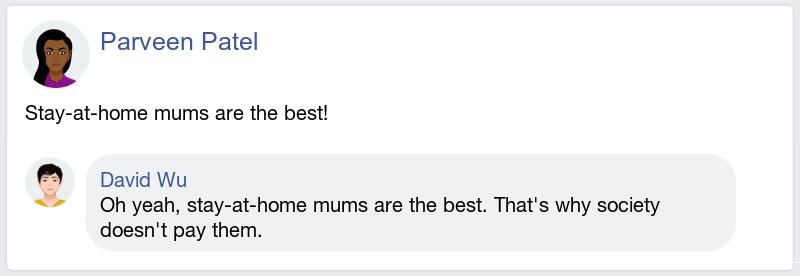 Parveen Patel
Stay-at-home mums are the best!
David Wu
Oh yeah, stay-at-home mums are the best. That's why society
doesn't pay them.